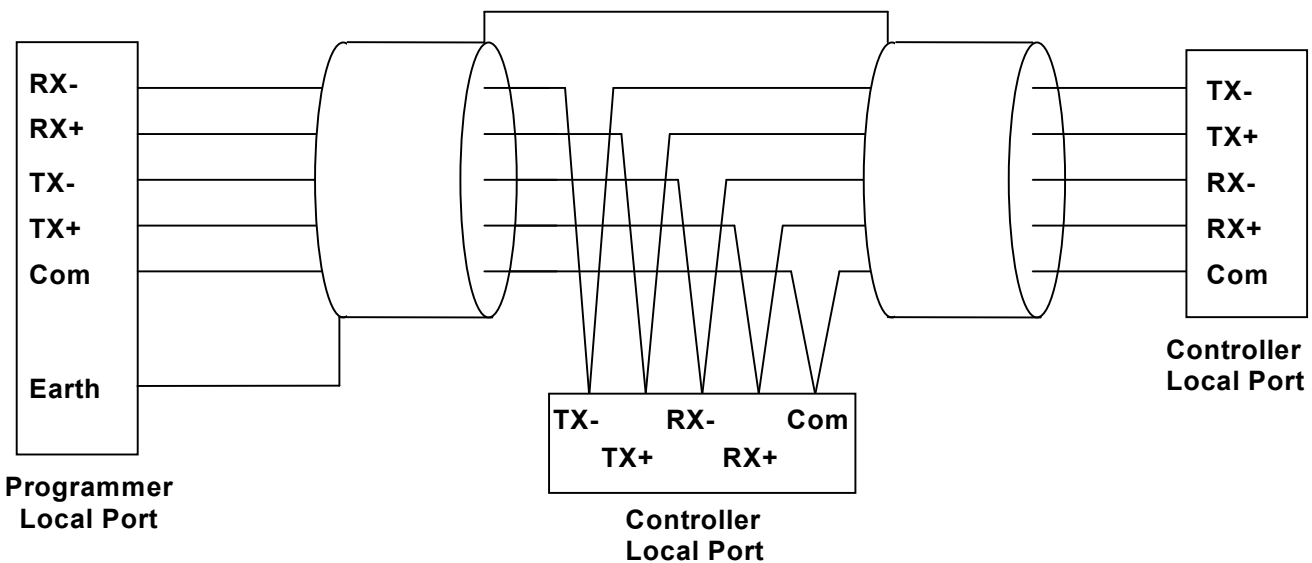 RX-
RX+
TX-
TX+
Com
Earth
Programmer
Local Port
TX- RX- Com
TX+ RX+
Controller
Local Port
TX-
TX+
RX-
RX+
Com
Controller
Local Port